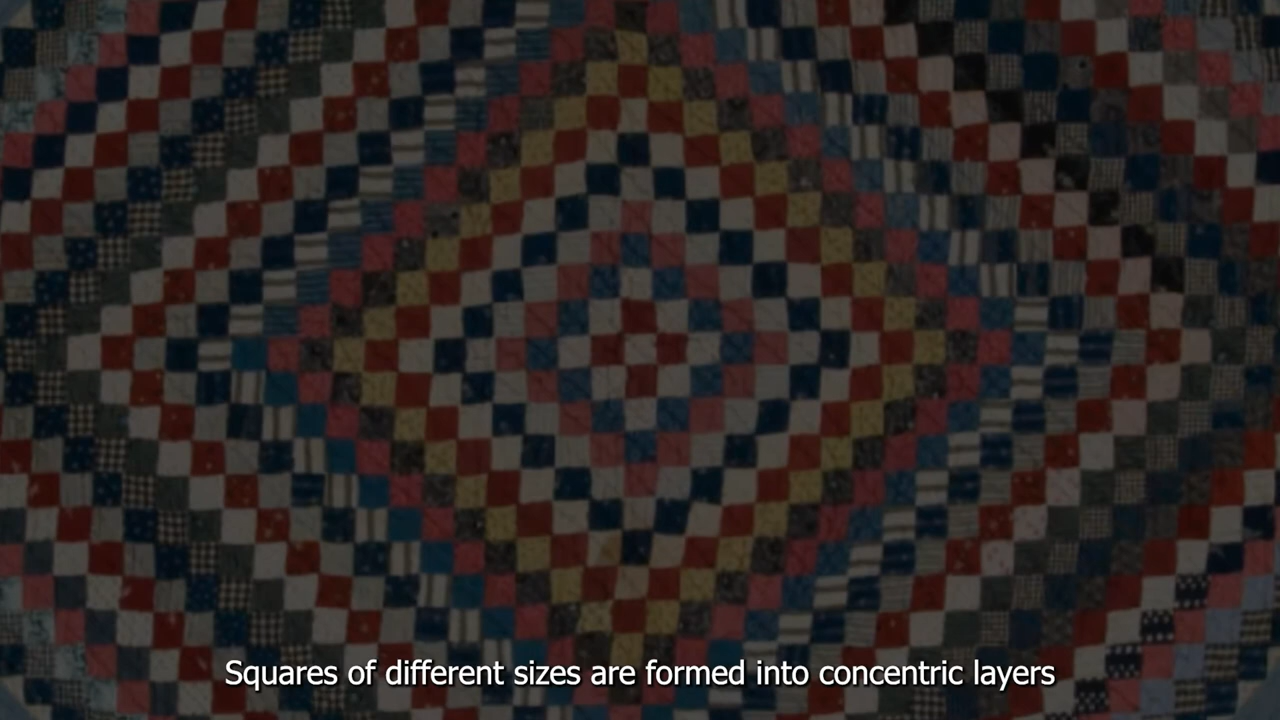 Squares of different sizes are formed into concentric layers